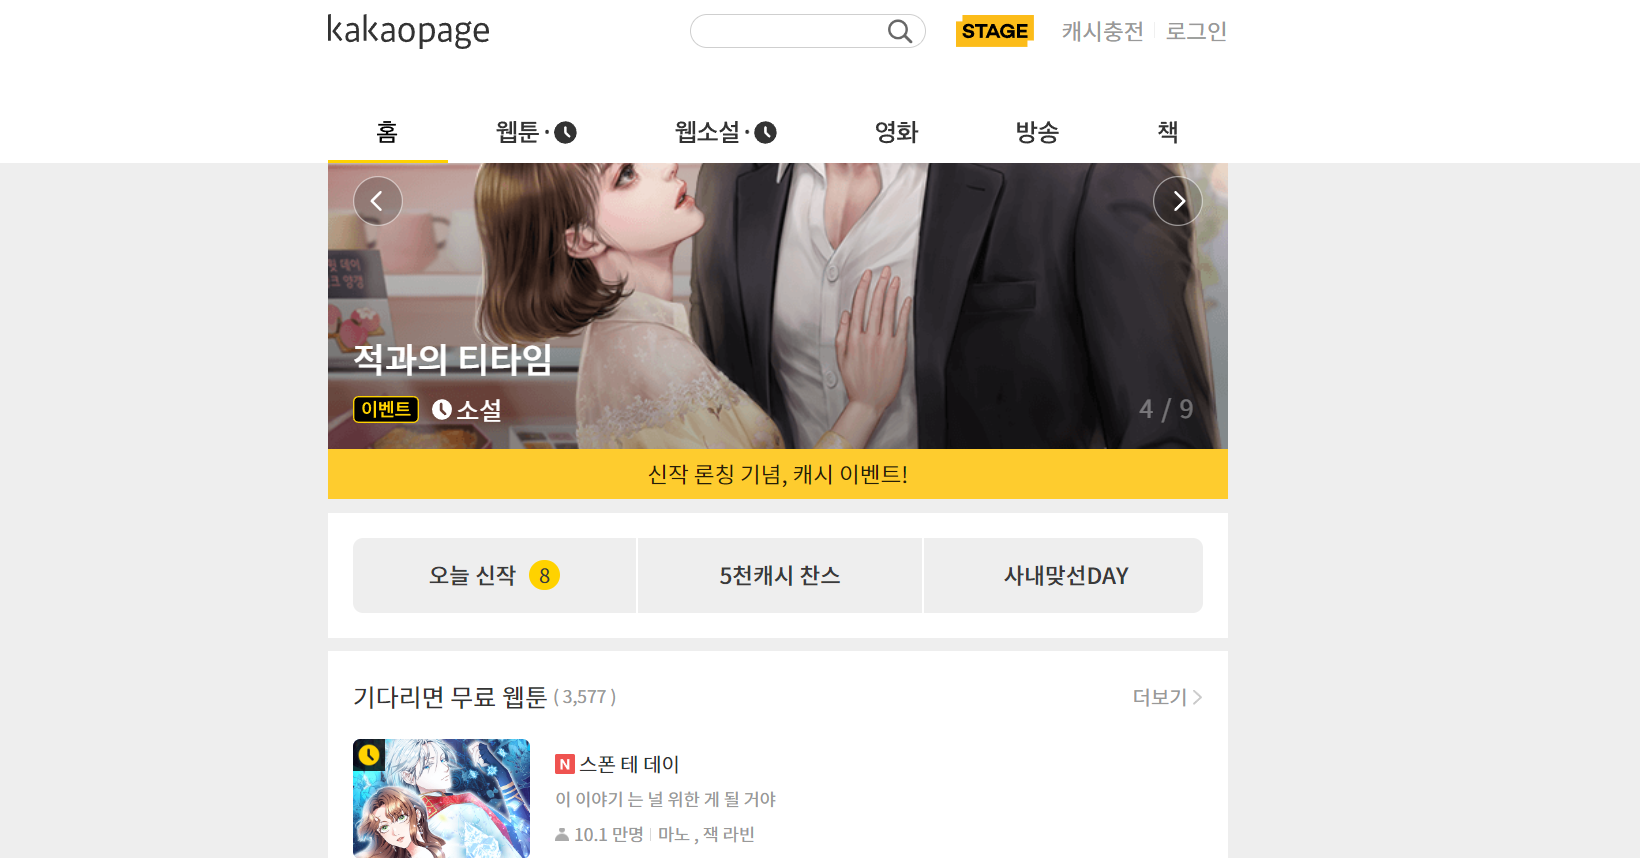 kakaopage
STAGE 캐시충전 로그인
홈 웹툰 · 웹소설 · 영화 방송 책
적과의 티타임
이벤트 소설
4 / 9
신작 론칭 기념, 캐시 이벤트!
오늘 신작 8 5천캐시 찬스 사내맞선DAY
기다리면 무료 웹툰 ( 3,577 ) 더보기
N 스폰 테 데이
이 이야기 는 널 위한 게 될 거야
10.1 만명 마노 , 잭 라빈